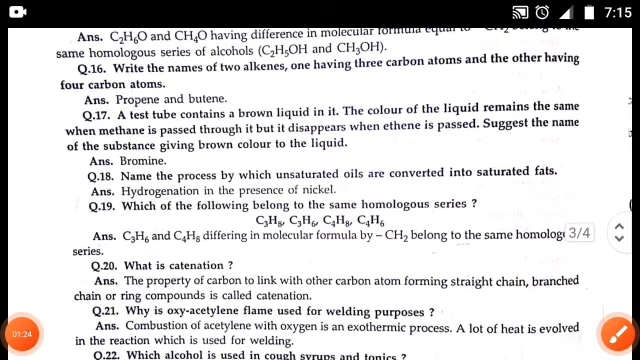 7:15
Ans. C₂H₆O and CH₄O having difference in molecular formula equal to – CH₂ belong to the
same homologous series of alcohols (C₂H₅OH and CH₃OH).
Q.16. Write the names of two alkenes, one having three carbon atoms and the other having
four carbon atoms.
Ans. Propene and butene.
Q.17. A test tube contains a brown liquid in it. The colour of the liquid remains the same
when methane is passed through it but it disappears when ethene is passed. Suggest the name
of the substance giving brown colour to the liquid.
Ans. Bromine.
Q.18. Name the process by which unsaturated oils are converted into saturated fats.
Ans. Hydrogenation in the presence of nickel.
Q.19. Which of the following belong to the same homologous series ?
C₃H₈, C₃H₆, C₄H₈, C₄H₆
Ans. C₃H₆ and C₄H₈ differing in molecular formula by – CH₂ belong to the same homolog
series.
3/4
Q.20. What is catenation ?
Ans. The property of carbon to link with other carbon atom forming straight chain, branched
chain or ring compounds is called catenation.
Q.21. Why is oxy-acetylene flame used for welding purposes ?
Ans. Combustion of acetylene with oxygen is an exothermic process. A lot of heat is evolved
in the reaction which is used for welding.
Q.22. Which alcohol is used in cough syrups and tonics ?
01:24